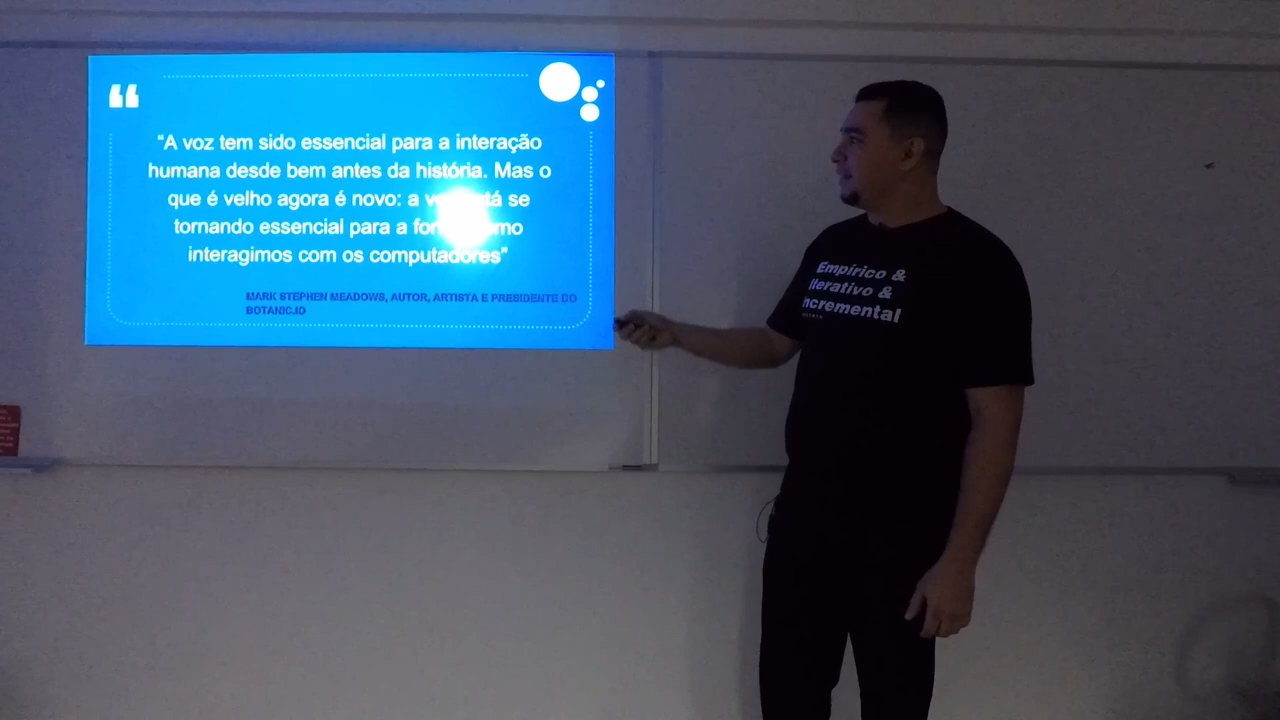 “A voz tem sido essencial para a interação
humana desde bem antes da história. Mas o
que é velho agora é novo: a se
tornando essencial para a
interagimos com os computadores”
MARK STEPHEN MEADOWS, AUTOR, ARTISTA E PRESIDENTE DO
BOTANIC.IO
Empírico &
Iterativo &
Incremental